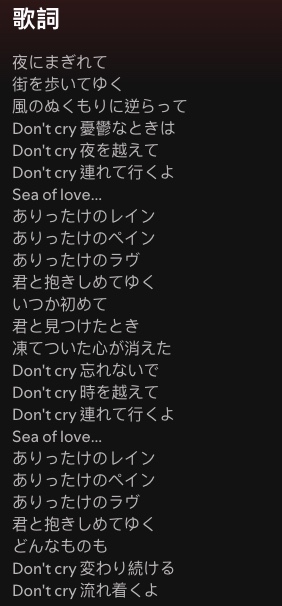 歌詞
夜にまぎれて
街を歩いてゆく
風のぬくもりに逆らって
Don't cry 憂鬱なときは
Don't cry 夜を越えて
Don't cry 連れて行くよ
Sea of love...
ありったけのレイン
ありったけのペイン
ありったけのラヴ
君と抱きしめてゆく
いつか初めて
君と見つけたとき
凍てついた心が消えた
Don't cry 忘れないで
Don't cry 時を越えて
Don't cry 連れて行くよ
Sea of love...
ありったけのレイン
ありったけのペイン
ありったけのラヴ
君と抱きしめてゆく
どんなものも
Don't cry 変わり続ける
Don't cry 流れ着くよ